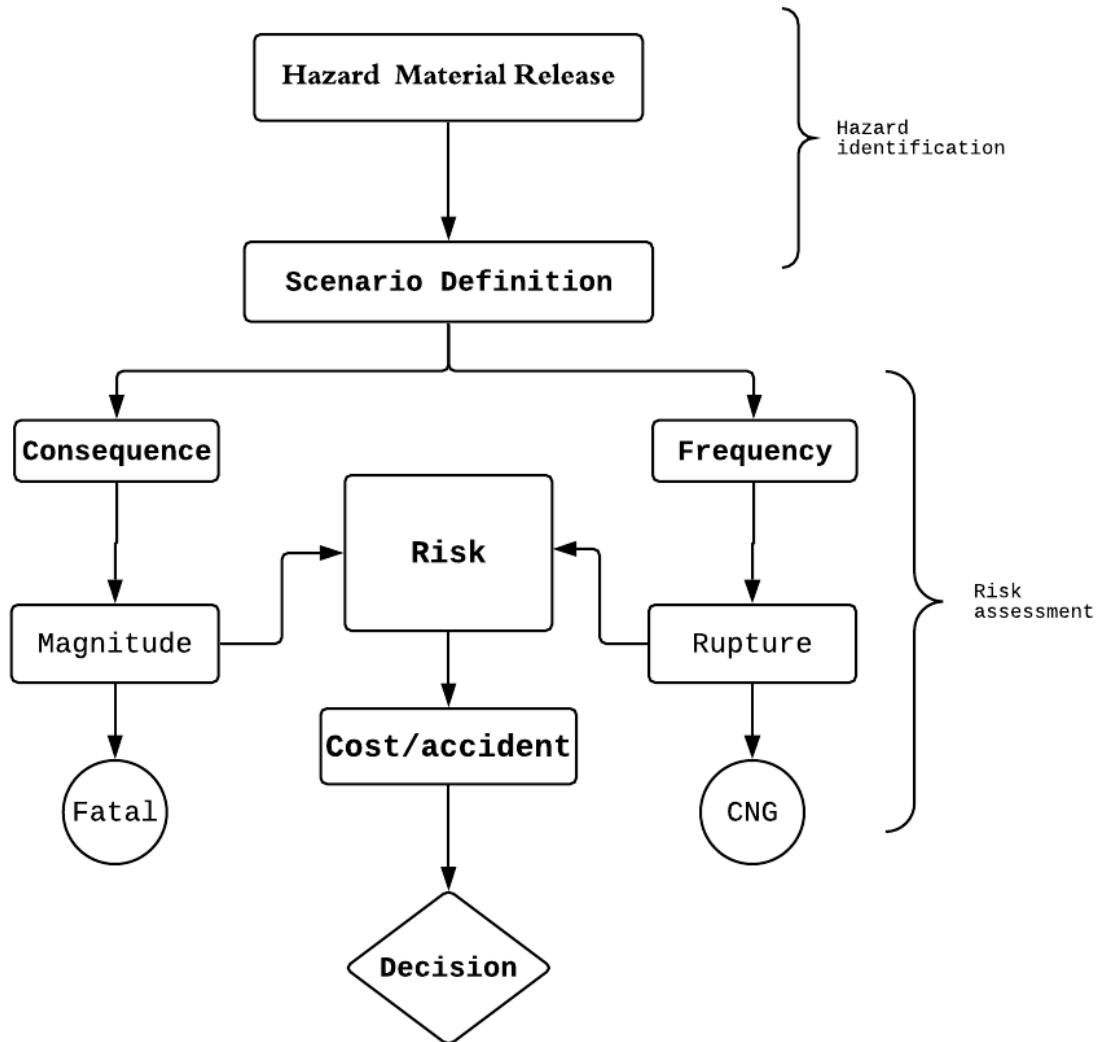 Hazard Material Release
Hazard
identification
Scenario Definition
Consequence
Frequency
Risk
Risk
assessment
Magnitude
Rupture
Cost/accident
Fatal
CNG
Decision